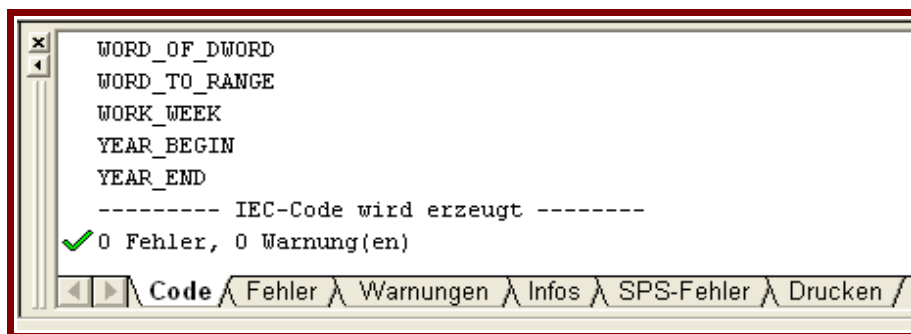 WORD_OF_DWORD
WORD_TO_RANGE
WORK_WEEK
YEAR_BEGIN
YEAR_END
--------- IEC-Code wird erzeugt --------
0 Fehler, 0 Warnung(en)
Code Fehler Warnungen Infos SPS-Fehler Drucken